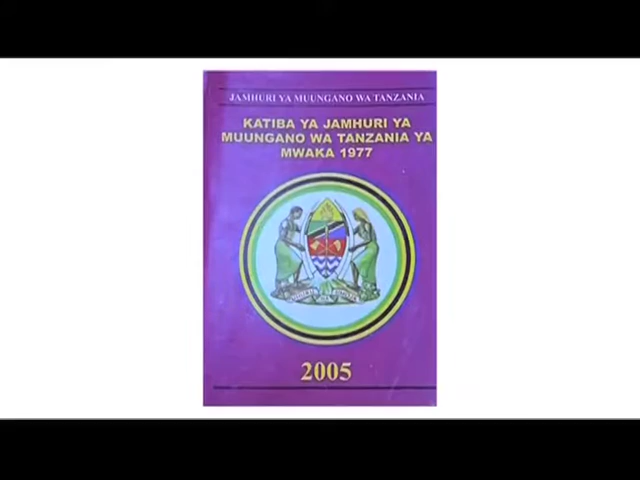 JAMHURI YA MUUNGANO WA TANZANIA
KATIBA YA JAMHURI YA
MUUNGANO WA TANZANIA YA
MWAKA 1977
2005